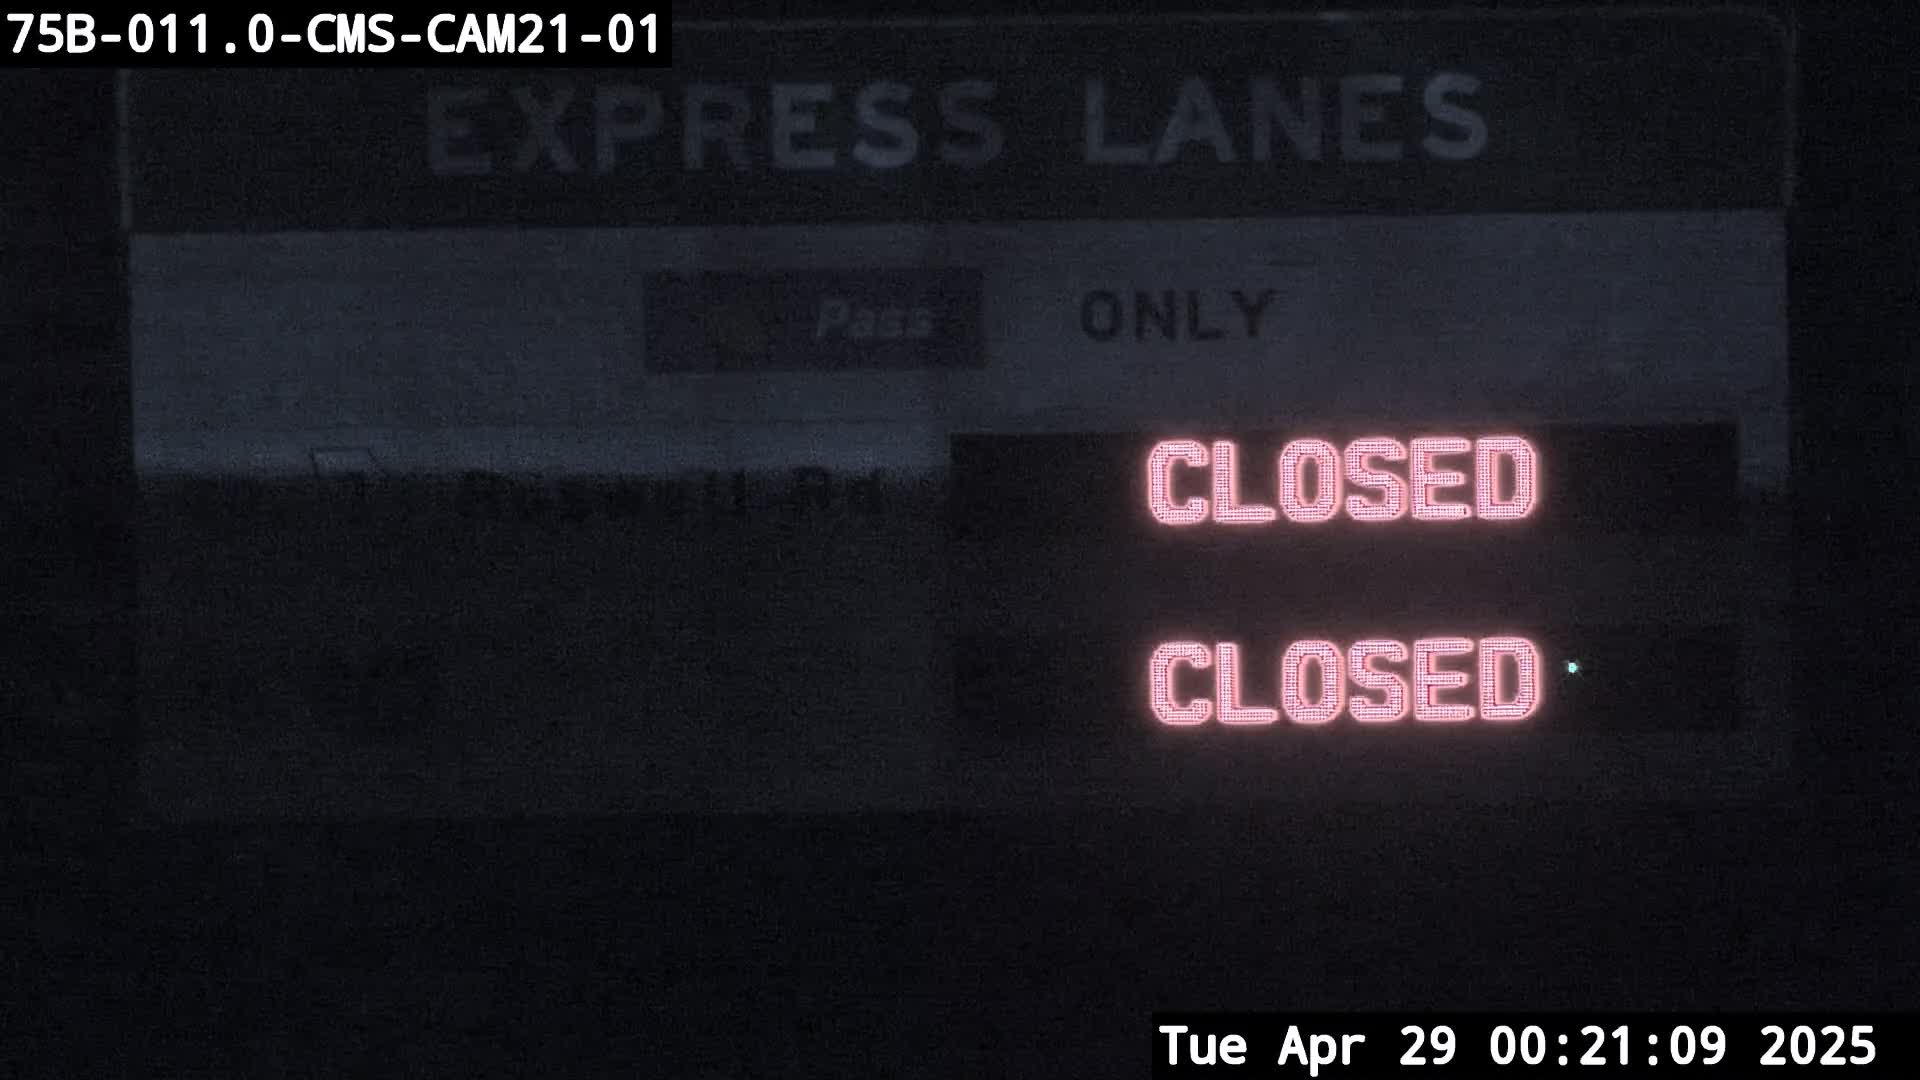 75B-011.0-CMS-CAM21-01
EXPRESS LANES
Pass ONLY
CLOSED
CLOSED
Tue Apr 29 00:21:09 2025